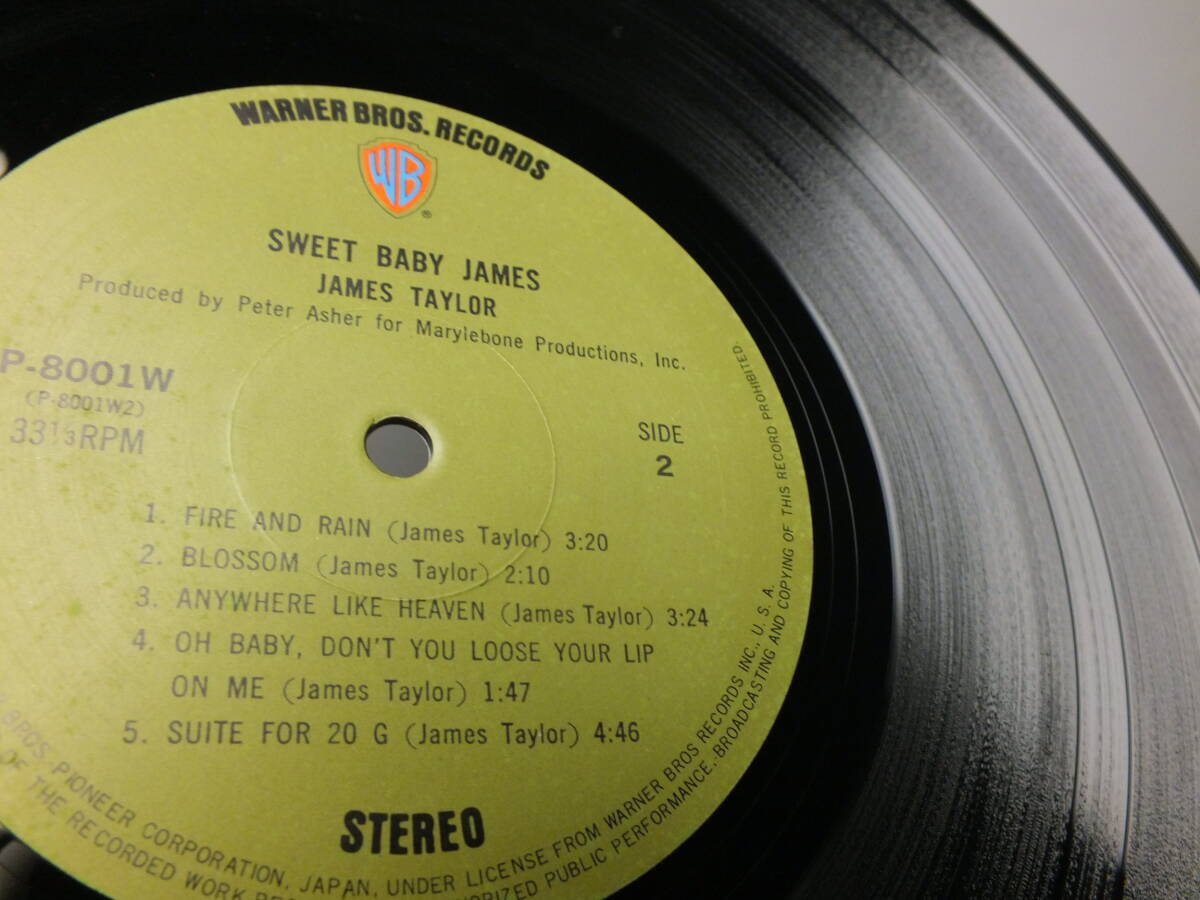 WARNER BROS. RECORDS
WB
®
SWEET BABY JAMES
JAMES TAYLOR
Produced by Peter Asher for Marylebone Productions, Inc.
P-8001W
(P-8001W2)
33⅓RPM
SIDE
2
1. FIRE AND RAIN (James Taylor) 3:20
2. BLOSSOM (James Taylor) 2:10
3. ANYWHERE LIKE HEAVEN (James Taylor) 3:24
4. OH BABY, DON'T YOU LOOSE YOUR LIP
ON ME (James Taylor) 1:47
5. SUITE FOR 20 G (James Taylor) 4:46
STEREO
BROS.-PIONEER CORPORATION, JAPAN, UNDER LICENSE FROM WARNER BROS RECORDS INC., U. S. A.
OF THE RECORDED WORK PUBLIC PERFORMANCE, BROADCASTING AND COPYING OF THIS RECORD PROHIBITED.